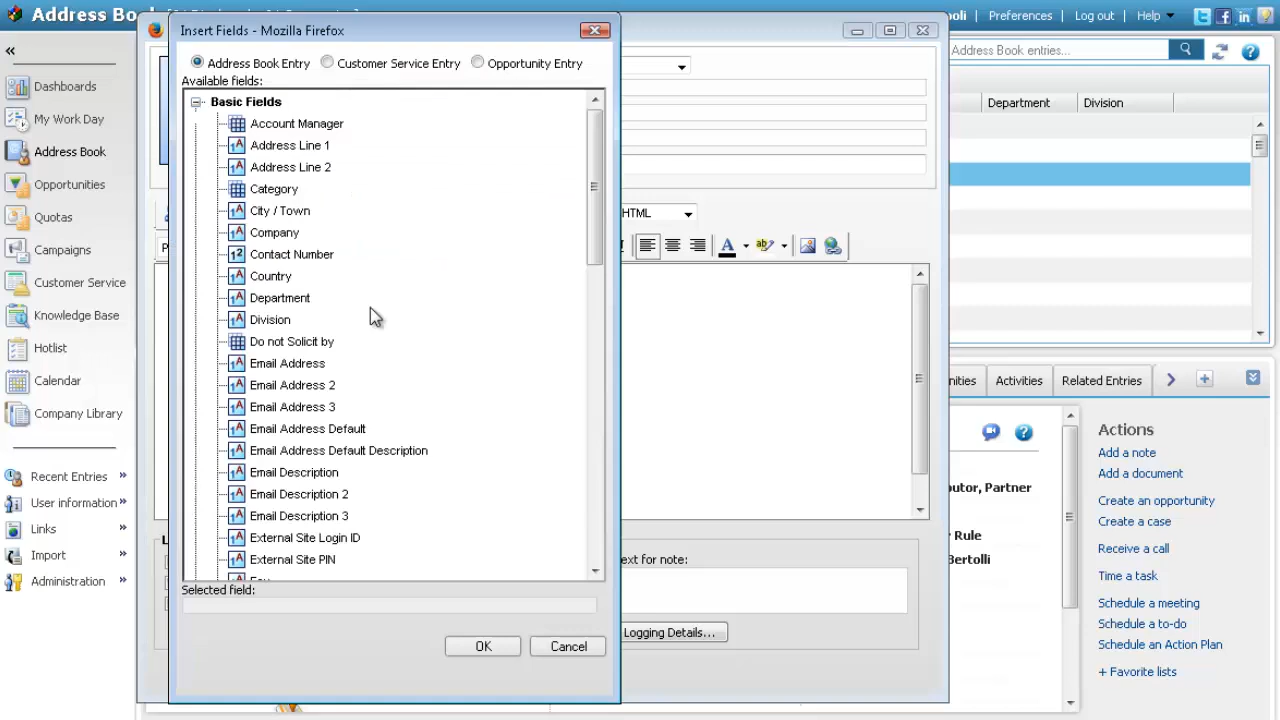 Address Bo
Insert Fields - Mozilla Firefox
oli
Preferences
Log out
Help
Address Book entries...
Dashboards
My Work Day
Address Book
Opportunities
Quotas
Campaigns
Customer Service
Knowledge Base
Hotlist
Calendar
Company Library
Recent Entries
User information
Links
Import
Administration
Address Book Entry
Customer Service Entry
Opportunity Entry
Available fields:
Basic Fields
Account Manager
Address Line 1
Address Line 2
Category
City / Town
Company
Contact Number
Country
Department
Division
Do not Solicit by
Email Address
Email Address 2
Email Address 3
Email Address Default
Email Address Default Description
Email Description
Email Description 2
Email Description 3
External Site Login ID
External Site PIN
Selected field:
OK
Cancel
HTML
ext for note:
Logging Details...
Department
Division
nities
Activities
Related Entries
utor, Partner
Rule
Bertolli
Actions
Add a note
Add a document
Create an opportunity
Create a case
Receive a call
Time a task
Schedule a meeting
Schedule a to-do
Schedule an Action Plan
+ Favorite lists